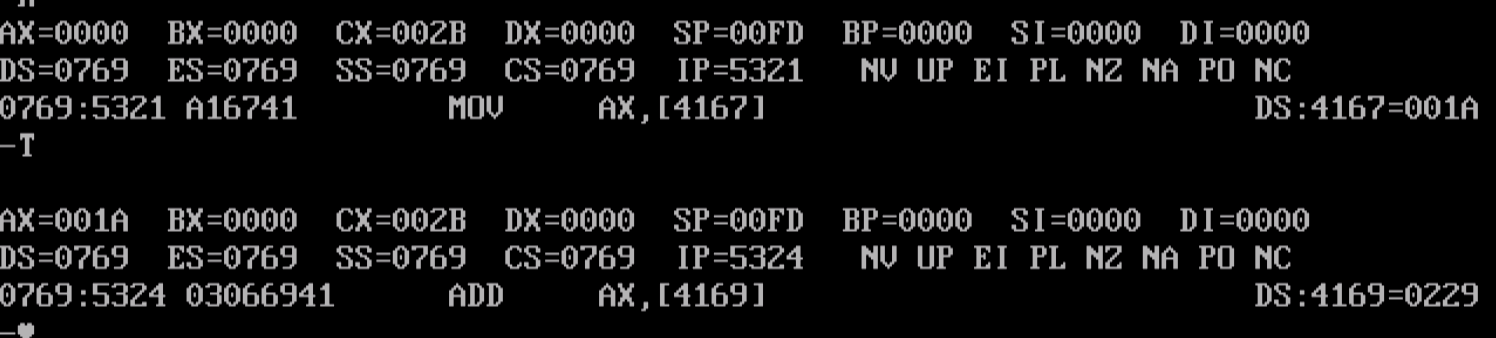 AX=0000  BX=0000  CX=002B  DX=0000  SP=00FD  BP=0000  SI=0000  DI=0000
DS=0769  ES=0769  SS=0769  CS=0769  IP=5321   NV UP EI PL NZ NA PO NC
0769:5321 A16741        MOV     AX,[4167]                          DS:4167=001A
-T
AX=001A  BX=0000  CX=002B  DX=0000  SP=00FD  BP=0000  SI=0000  DI=0000
DS=0769  ES=0769  SS=0769  CS=0769  IP=5324   NV UP EI PL NZ NA PO NC
0769:5324 03066941      ADD     AX,[4169]                          DS:4169=0229
-♥